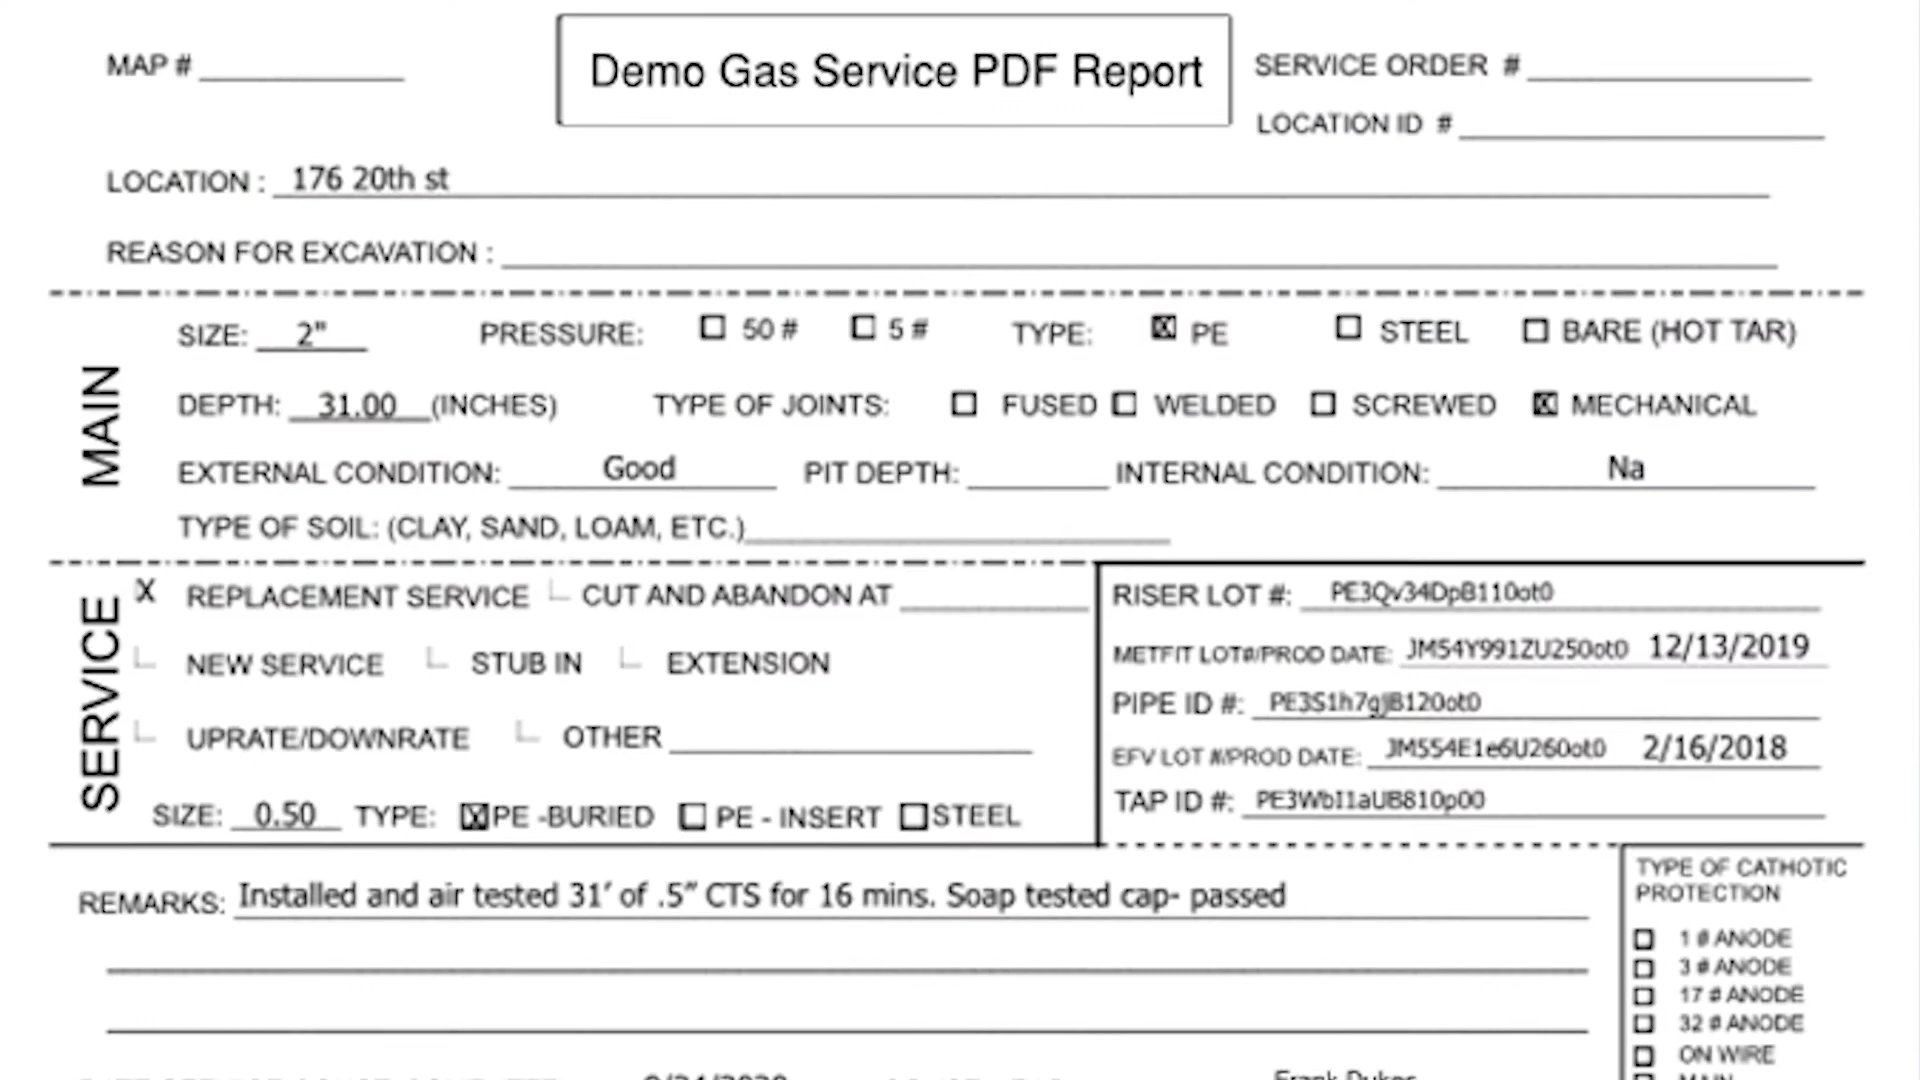 MAP #
Demo Gas Service PDF Report
SERVICE ORDER #
LOCATION ID #
LOCATION : 176 20th st
REASON FOR EXCAVATION :
MAIN
SIZE: 2" PRESSURE: 50 # 5 # TYPE: PE STEEL BARE (HOT TAR)
DEPTH: 31.00 (INCHES) TYPE OF JOINTS: FUSED WELDED SCREWED MECHANICAL
EXTERNAL CONDITION: Good PIT DEPTH: INTERNAL CONDITION: Na
TYPE OF SOIL: (CLAY, SAND, LOAM, ETC.)
SERVICE
X REPLACEMENT SERVICE CUT AND ABANDON AT
NEW SERVICE STUB IN EXTENSION
UPRATE/DOWNRATE OTHER
SIZE: 0.50 TYPE: PE -BURIED PE - INSERT STEEL
RISER LOT #: PE3Qv34DpB110ot0
METFIT LOT#/PROD DATE: JM54Y991ZU250ot0 12/13/2019
PIPE ID #: PE3S1h7gJB120ot0
EFV LOT #/PROD DATE: JM554E1e6U260ot0 2/16/2018
TAP ID #: PE3WbI1aUB810p00
REMARKS: Installed and air tested 31' of .5" CTS for 16 mins. Soap tested cap- passed
TYPE OF CATHOTIC
PROTECTION
1 # ANODE
3 # ANODE
17 # ANODE
32 # ANODE
ON WIRE
MAIN
Frank Dukes